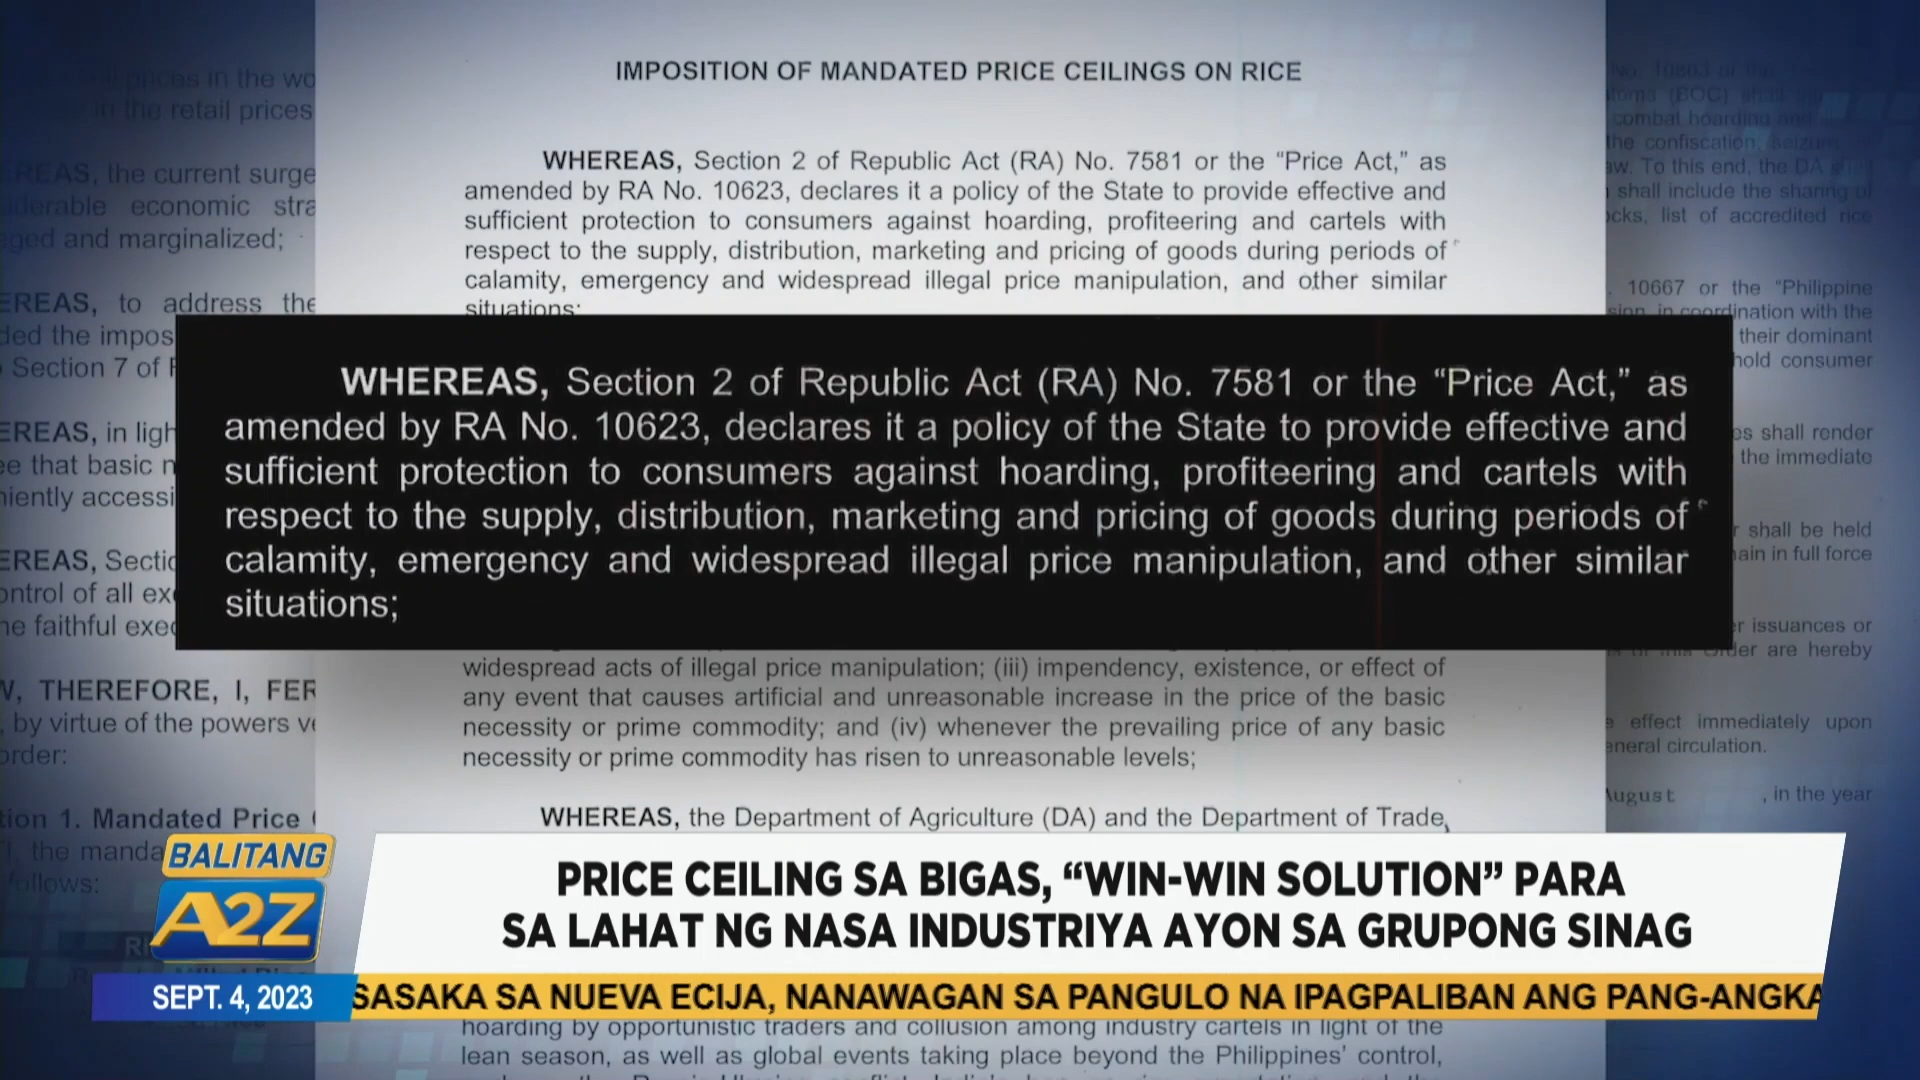 IMPOSITION OF MANDATED PRICE CEILINGS ON RICE
WHEREAS, Section 2 of Republic Act (RA) No. 7581 or the “Price Act,” as
amended by RA No. 10623, declares it a policy of the State to provide effective and
sufficient protection to consumers against hoarding, profiteering and cartels with
respect to the supply, distribution, marketing and pricing of goods during periods of
calamity, emergency and widespread illegal price manipulation, and other similar
situations;
WHEREAS, Section 2 of Republic Act (RA) No. 7581 or the “Price Act,” as
amended by RA No. 10623, declares it a policy of the State to provide effective and
sufficient protection to consumers against hoarding, profiteering and cartels with
respect to the supply, distribution, marketing and pricing of goods during periods of
calamity, emergency and widespread illegal price manipulation, and other similar
situations;
widespread acts of illegal price manipulation; (iii) impendency, existence, or effect of
any event that causes artificial and unreasonable increase in the price of the basic
necessity or prime commodity; and (iv) whenever the prevailing price of any basic
necessity or prime commodity has risen to unreasonable levels;
WHEREAS, the Department of Agriculture (DA) and the Department of Trade,
BALITANG
A2Z
PRICE CEILING SA BIGAS, “WIN-WIN SOLUTION” PARA
SA LAHAT NG NASA INDUSTRIYA AYON SA GRUPONG SINAG
SEPT. 4, 2023
SASAKA SA NUEVA ECIJA, NANAWAGAN SA PANGULO NA IPAGPALIBAN ANG PANG-ANGKA
hoarding by opportunistic traders and collusion among industry cartels in light of the
lean season, as well as global events taking place beyond the Philippines’ control,
prices in the
in the retail prices
the current surge
economic
and marginalized;
to address the
the
Section 7 of
in
that basic
of all
faithful
THEREFORE, I,
by virtue of the powers
order:
1. Mandated Price
the
follows:
combat hoarding and
the confiscation,
To this end, the DA
shall include the sharing of
list of accredited rice
10667 or the “Philippine
in coordination with the
their dominant
consumer
shall render
the immediate
shall be held
in full force
issuances or
are hereby
effect immediately upon
circulation.
August , in the year